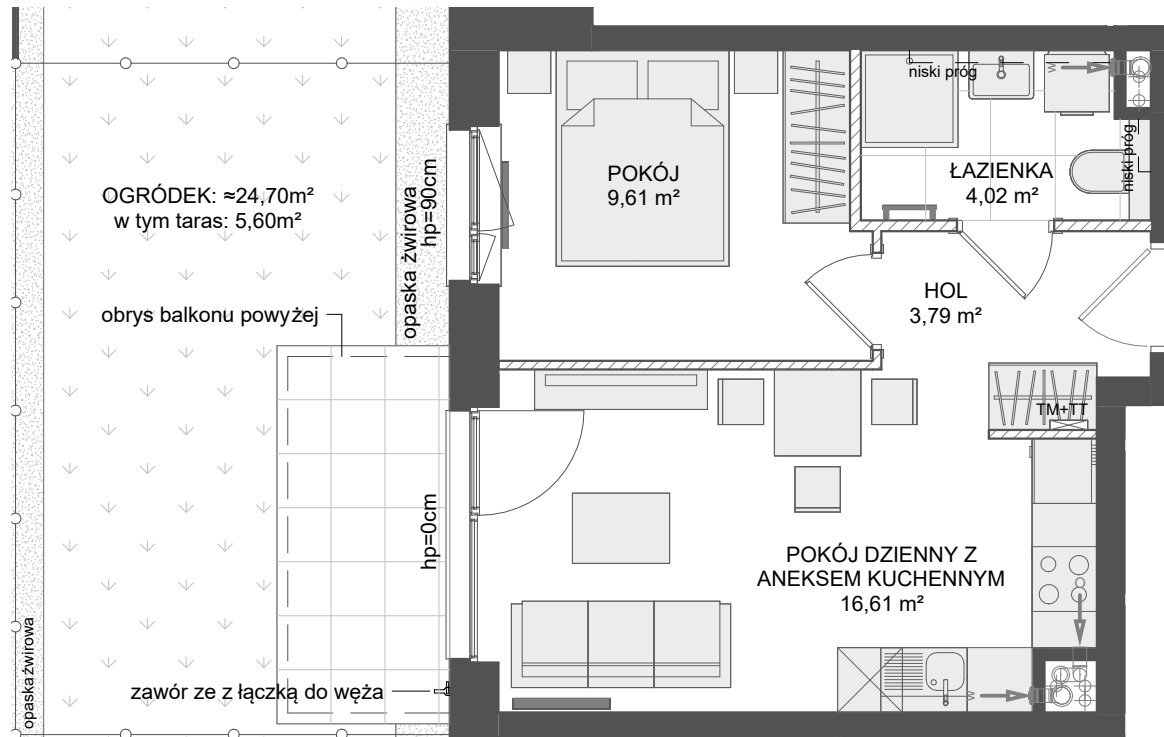 niski próg
W
niski próg
POKÓJ
9,61 m²
ŁAZIENKA
4,02 m²
OGRÓDEK: ≈24,70m²
w tym taras: 5,60m²
opaska żwirowa
hp=90cm
HOL
3,79 m²
obrys balkonu powyżej
TM+TT
hp=0cm
POKÓJ DZIENNY Z
ANEKSEM KUCHENNYM
16,61 m²
O
opaska żwirowa
zawór ze z łączką do węża
W